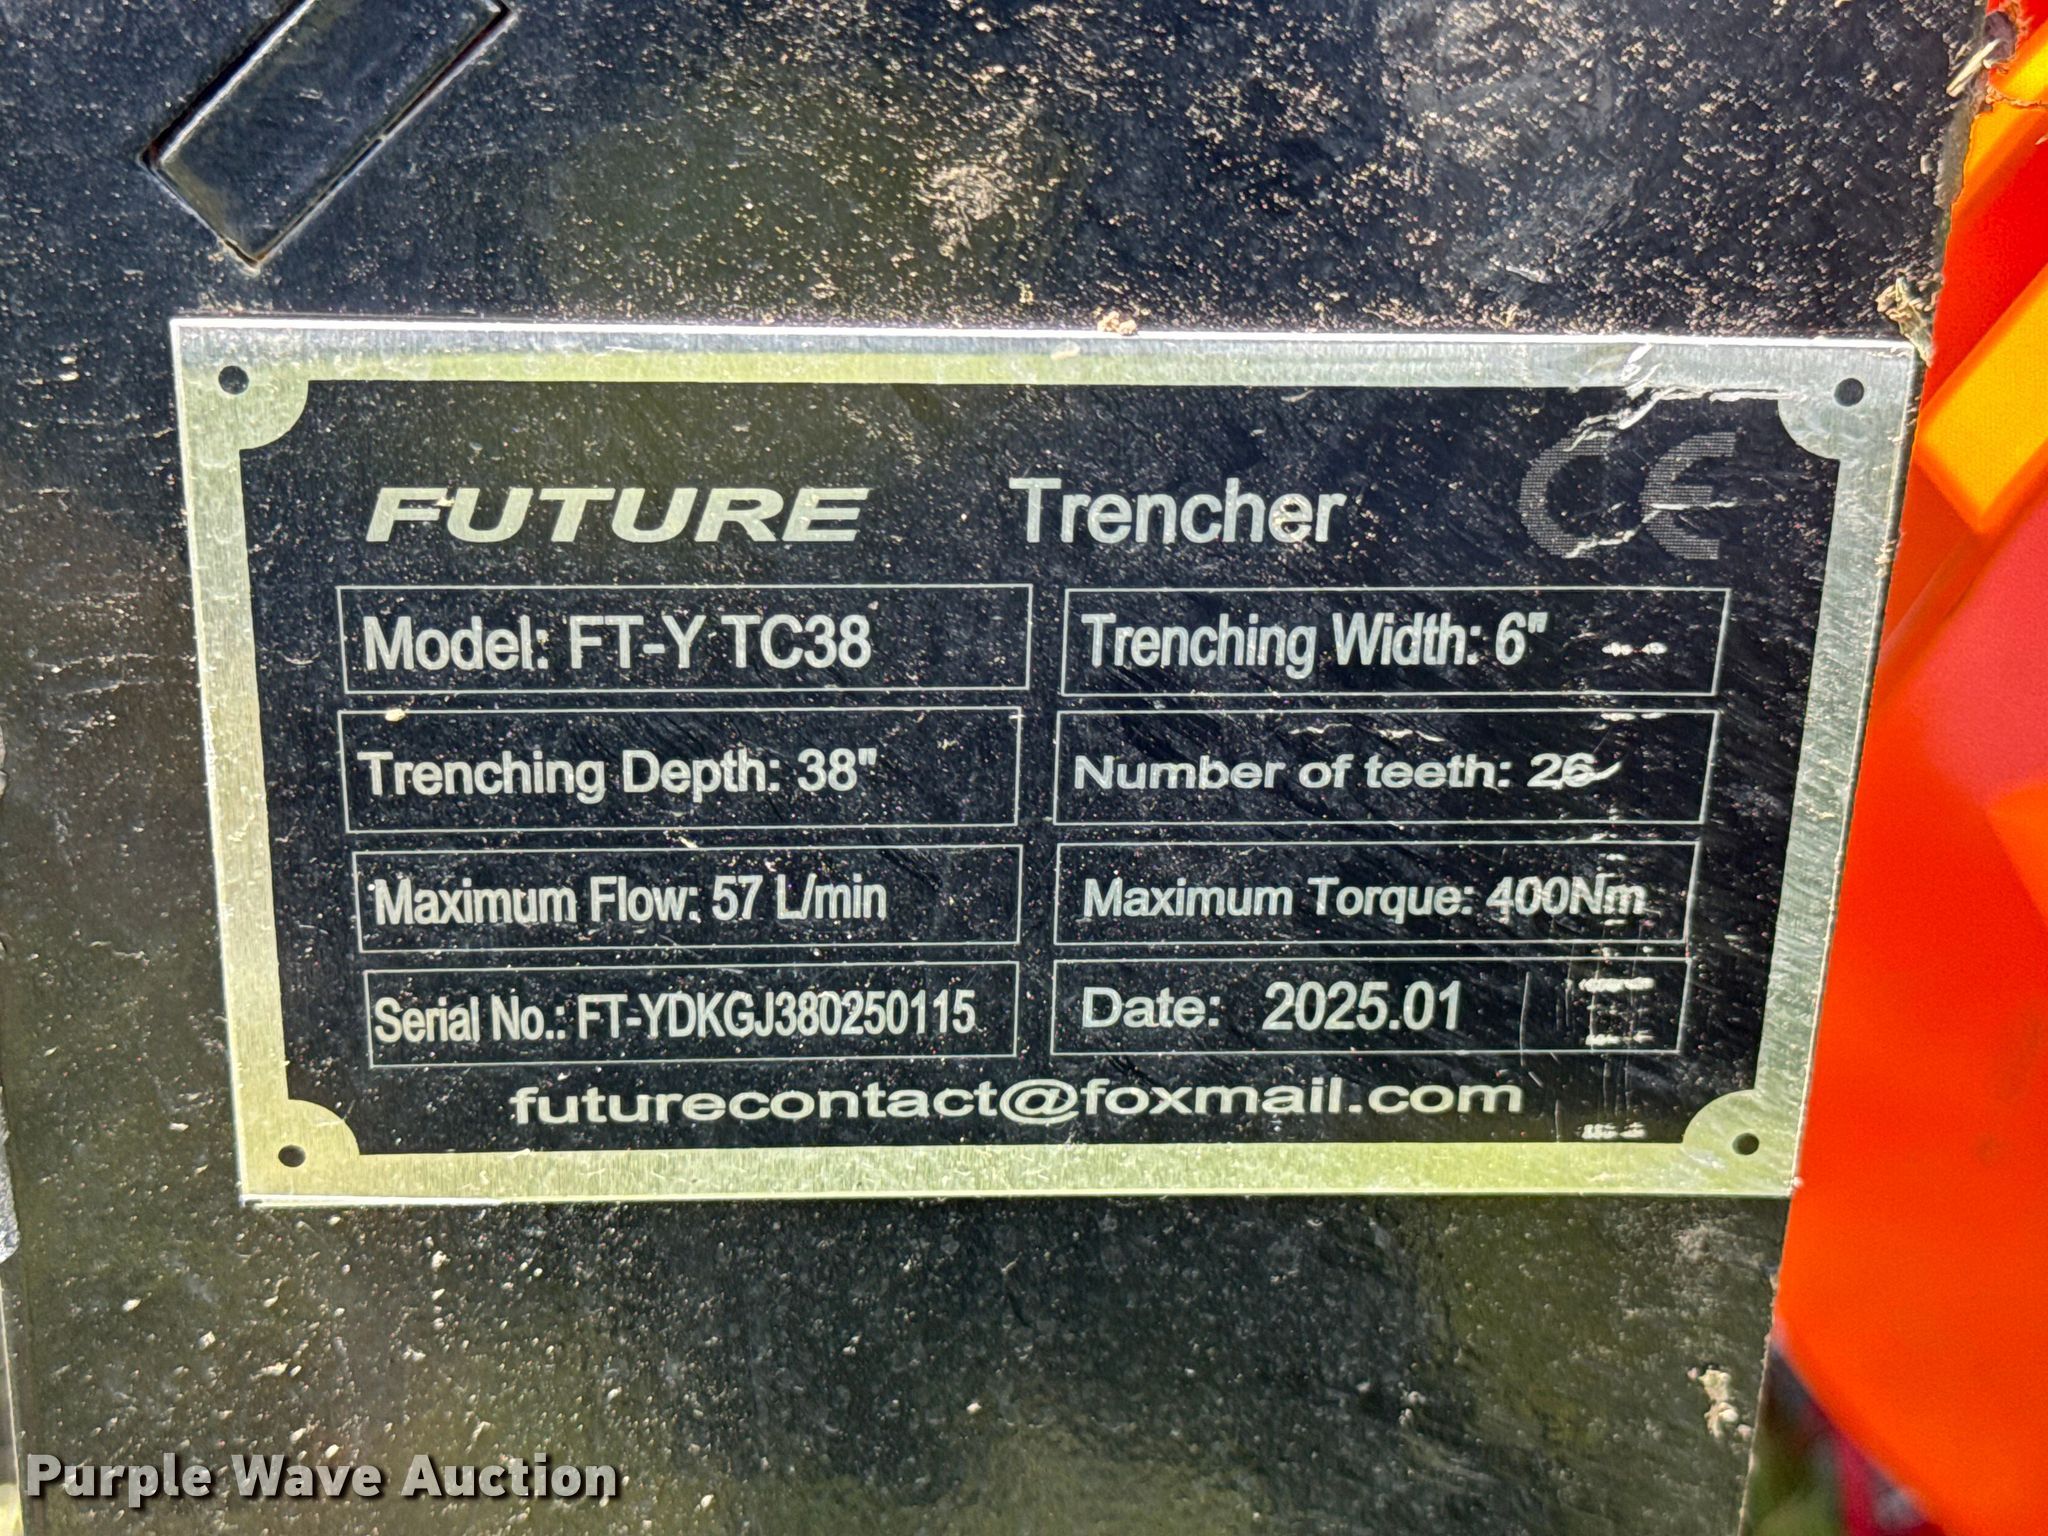 FUTURE Trencher CE
Model: FT-Y TC38 Trenching Width: 6"
Trenching Depth: 38" Number of teeth: 26
Maximum Flow: 57 L/min Maximum Torque: 400Nm
Serial No.: FT-YDKGJ380250115 Date: 2025.01
futurecontact@foxmail.com
Purple Wave Auction